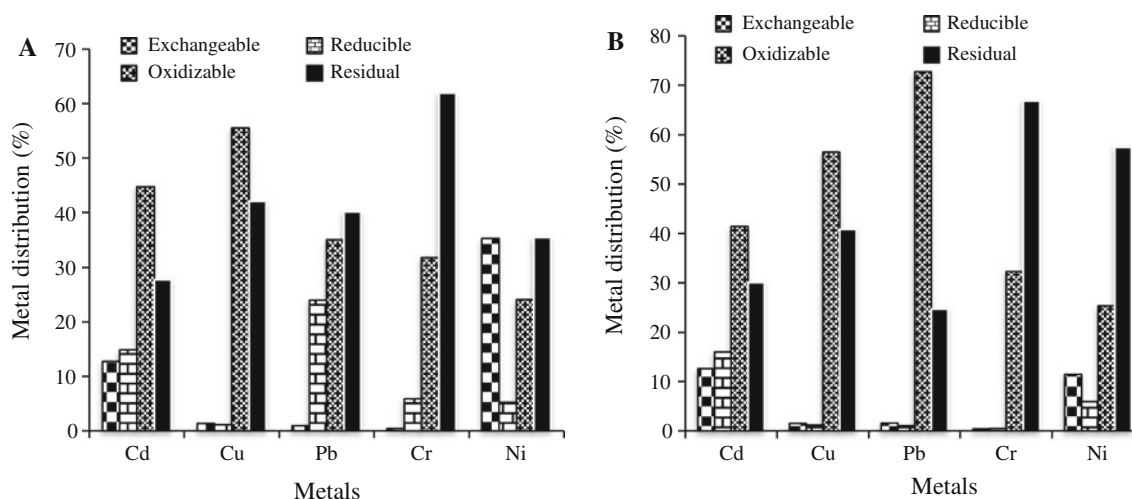 A
Exchangeable
Reducible
Oxidizable
Residual
Metal distribution (%)
70
60
50
40
30
20
10
0
Cd Cu Pb Cr Ni
Metals
B
Exchangeable
Reducible
Oxidizable
Residual
Metal distribution (%)
80
70
60
50
40
30
20
10
0
Cd Cu Pb Cr Ni
Metals